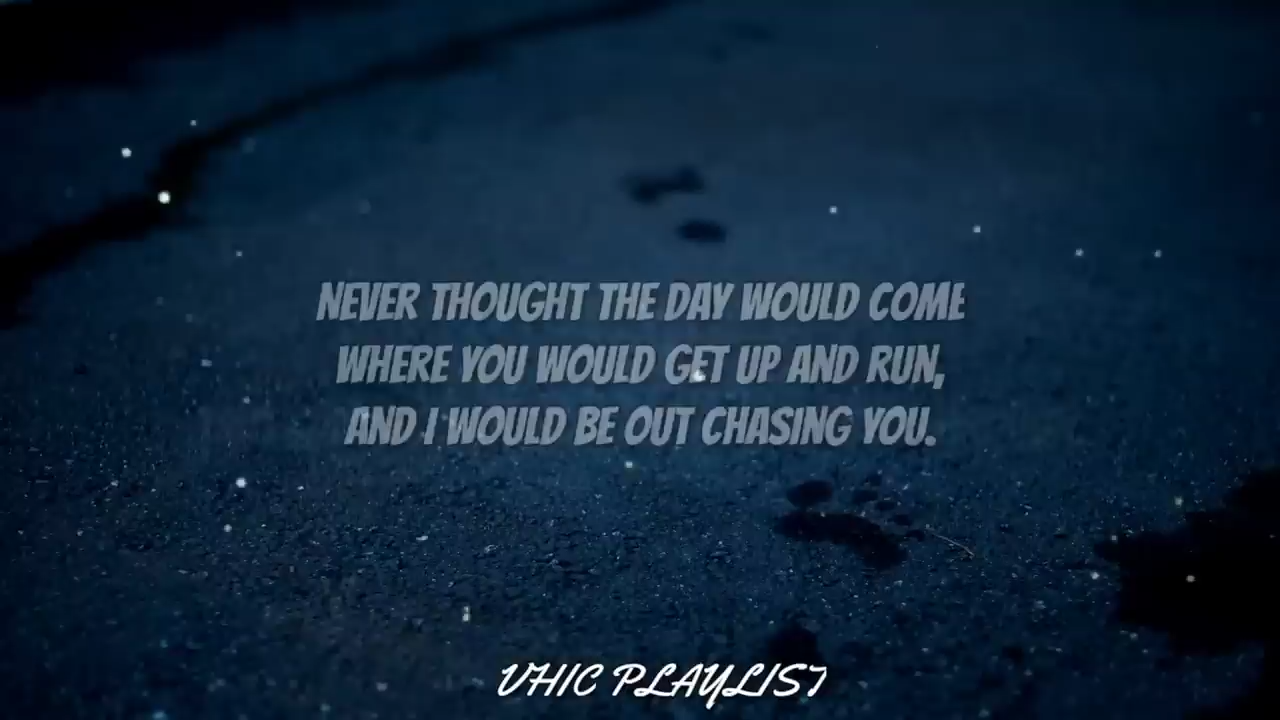 NEVER THOUGHT THE DAY WOULD COME
WHERE YOU WOULD GET UP AND RUN,
AND I WOULD BE OUT CHASING YOU.
VHIC PLAYLIST